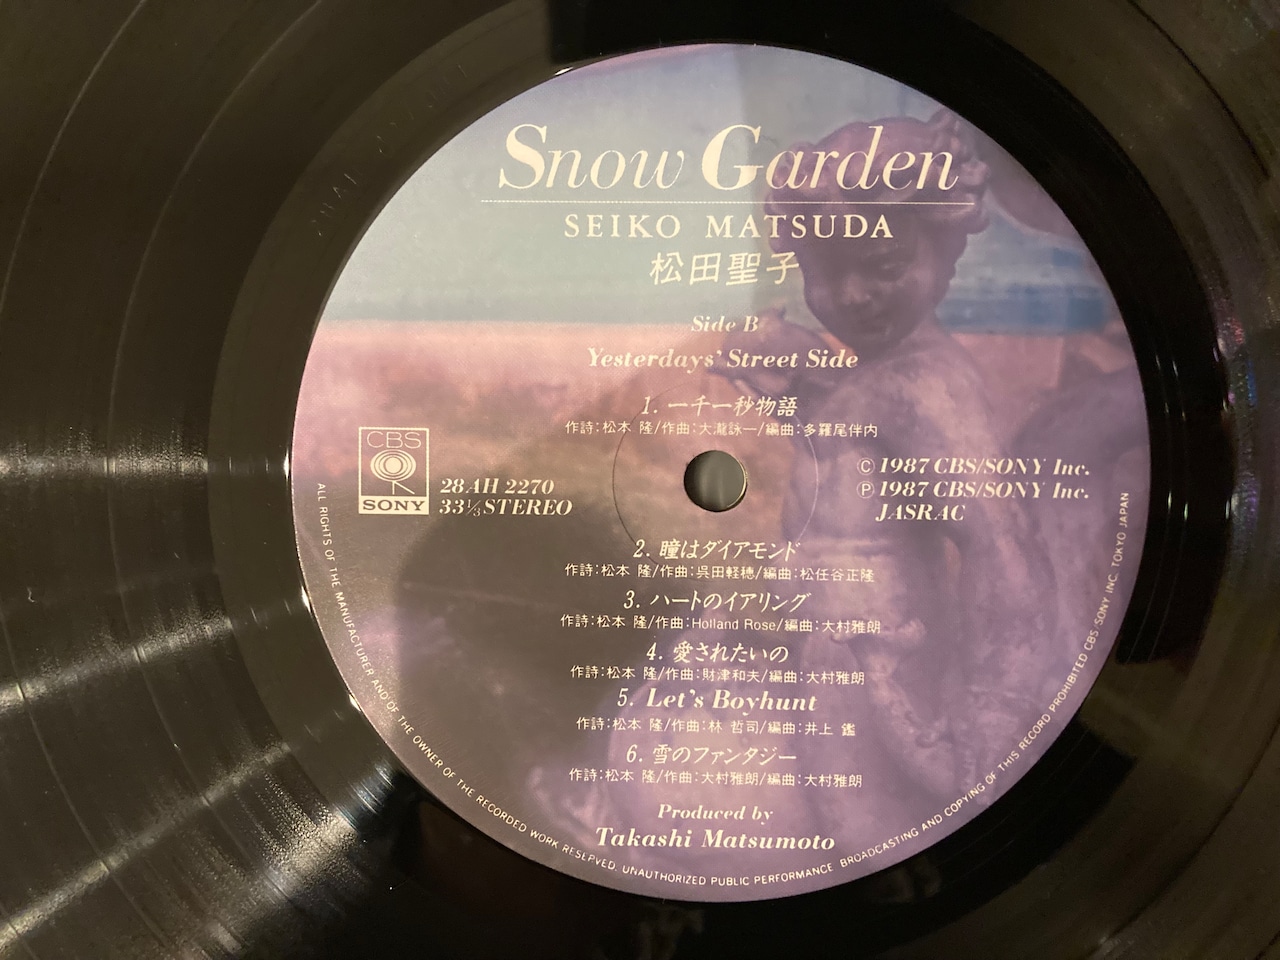 Snow Garden
SEIKO MATSUDA
松田聖子
Side B
Yesterdays' Street Side
1. 一千一秒物語
作詩:松本 隆/作曲:大瀧詠一/編曲:多羅尾伴内
CBS
SONY
28AH 2270
33⅓STEREO
Ⓒ1987 CBS/SONY Inc.
Ⓟ1987 CBS/SONY Inc.
JASRAC
2. 瞳はダイアモンド
作詩:松本 隆/作曲:呉田軽穂/編曲:松任谷正隆
3. ハートのイアリング
作詩:松本 隆/作曲:Holland Rose/編曲:大村雅朗
4. 愛されたいの
作詩:松本 隆/作曲:財津和夫/編曲:大村雅朗
5. Let's Boyhunt
作詩:松本 隆/作曲:林 哲司/編曲:井上 鑑
6. 雪のファンタジー
作詩:松本 隆/作曲:大村雅朗/編曲:大村雅朗
Produced by
Takashi Matsumoto
ALL RIGHTS OF THE MANUFACTURER AND OF THE OWNER OF THE RECORDED WORK RESERVED. UNAUTHORIZED PUBLIC PERFORMANCE BROADCASTING AND COPYING OF THIS RECORD PROHIBITED CBS/SONY INC. TOKYO JAPAN